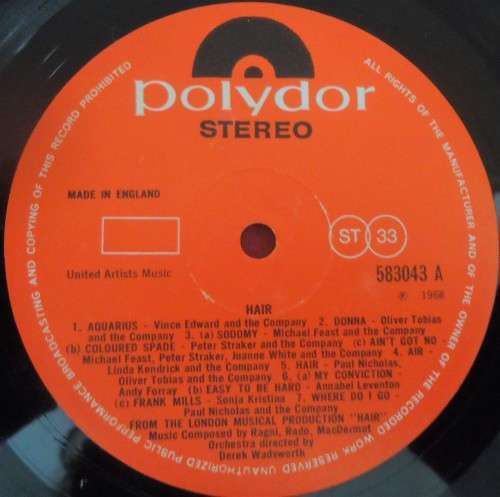 polydor
STEREO
ALL RIGHTS OF THE MANUFACTURER AND OF THE OWNER OF THE RECORDED WORK RESERVED UNAUTHORIZED PUBLIC PERFORMANCE BROADCASTING AND COPYING OF THIS RECORD PROHIBITED
MADE IN ENGLAND
ST 33
United Artists Music
583043 A
℗ 1968
HAIR
1. AQUARIUS - Vince Edward and the Company 2. DONNA - Oliver Tobias
and the Company 3. (a) SODOMY - Michael Feast and the Company
(b) COLOURED SPADE - Peter Straker and the Company (c) AIN'T GOT NO -
Michael Feast, Peter Straker, Joanne White and the Company 4. AIR -
Linda Kendrick and the Company 5. HAIR - Paul Nicholas,
Oliver Tobias and the Company 6. (a) MY CONVICTION -
Andy Forray (b) EASY TO BE HARD - Annabel Leventon
(c) FRANK MILLS - Sonja Kristina 7. WHERE DO I GO -
Paul Nicholas and the Company
FROM THE LONDON MUSICAL PRODUCTION "HAIR"
Music Composed by Ragni, Rado, MacDermot
Orchestra directed by
Derek Wadsworth